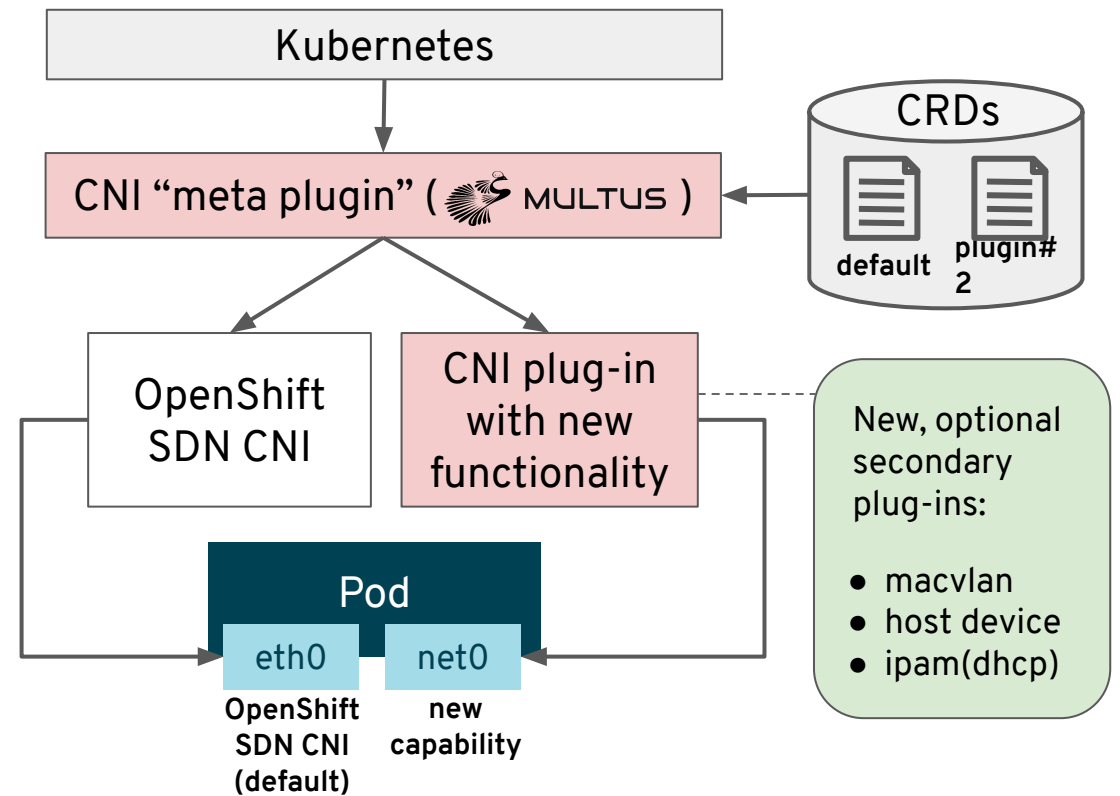 Kubernetes
CRDs
default
plugin#
2
CNI “meta plugin” ( MULTUS )
OpenShift
SDN CNI
CNI plug-in
with new
functionality
New, optional
secondary
plug-ins:
● macvlan
● host device
● ipam(dhcp)
Pod
eth0
net0
OpenShift
SDN CNI
(default)
new
capability